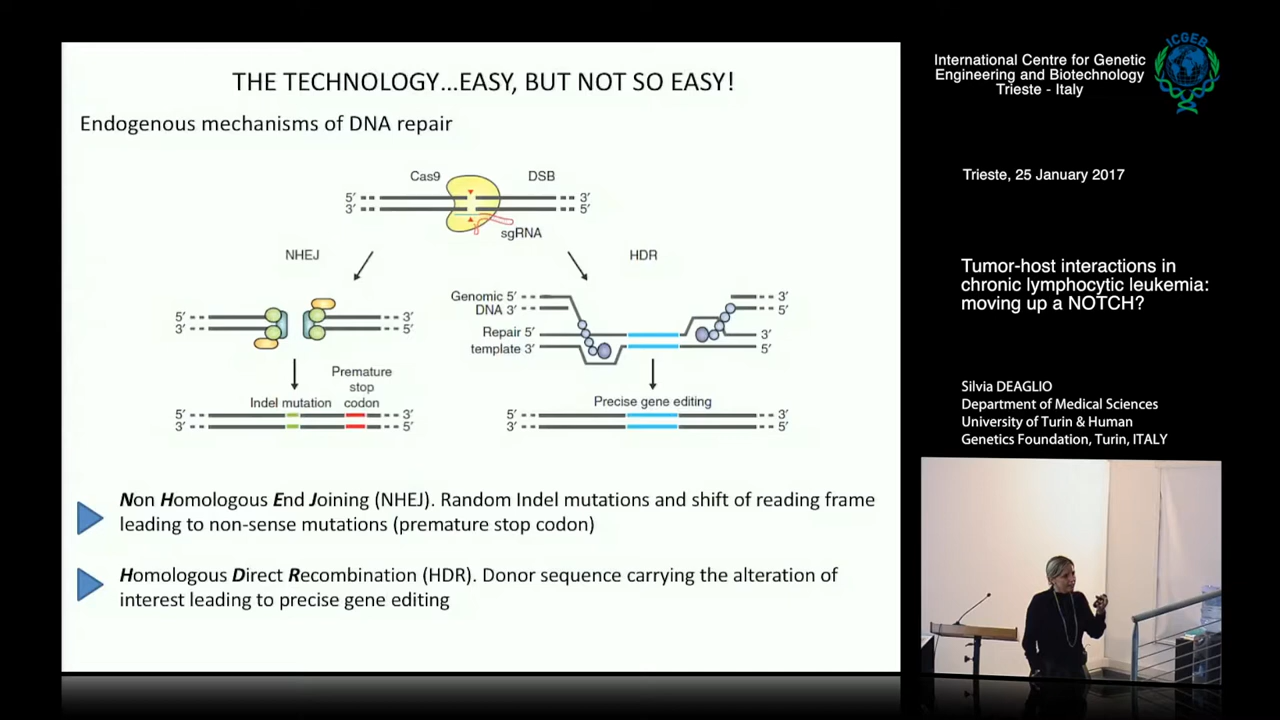 THE TECHNOLOGY...EASY, BUT NOT SO EASY!
Endogenous mechanisms of DNA repair
Cas9
DSB
5′ 3′
3′ 5′
sgRNA
NHEJ
HDR
5′ 3′
3′ 5′
Genomic 5′ 3′
DNA 3′ 5′
Repair 5′ 3′
template 3′ 5′
Premature
stop
codon
Indel mutation
5′ 3′
3′ 5′
Precise gene editing
5′ 3′
3′ 5′
Non Homologous End Joining (NHEJ). Random Indel mutations and shift of reading frame
leading to non-sense mutations (premature stop codon)
Homologous Direct Recombination (HDR). Donor sequence carrying the alteration of
interest leading to precise gene editing
International Centre for Genetic
Engineering and Biotechnology
Trieste - Italy
ICGEB
Trieste, 25 January 2017
Tumor-host interactions in
chronic lymphocytic leukemia:
moving up a NOTCH?
Silvia DEAGLIO
Department of Medical Sciences
University of Turin & Human
Genetics Foundation, Turin, ITALY